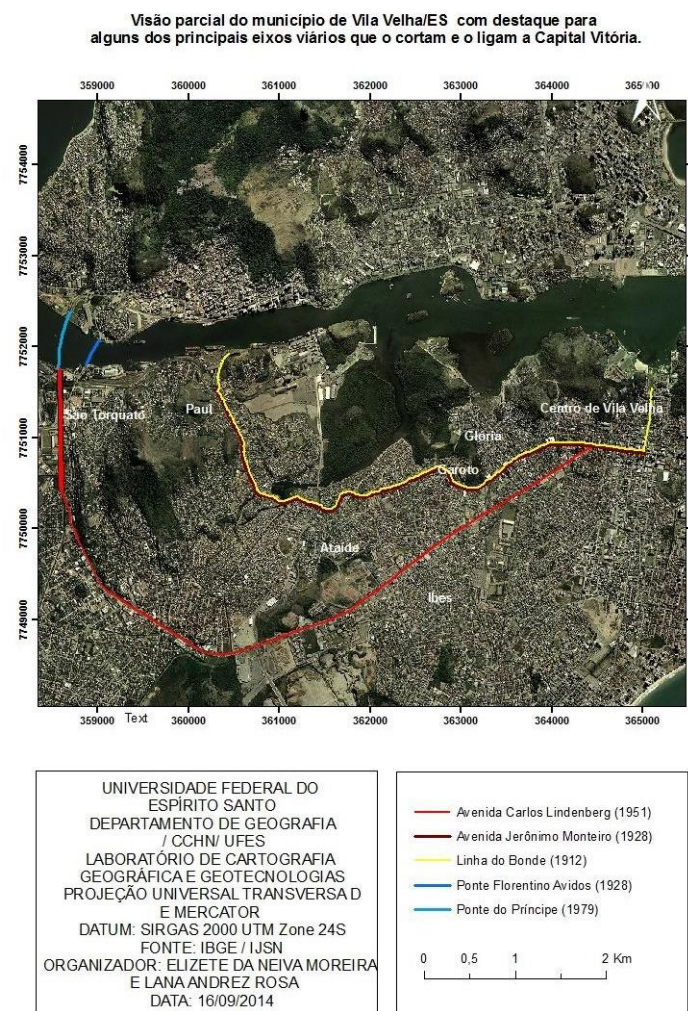 Visão parcial do município de Vila Velha/ES com destaque para
alguns dos principais eixos viários que o cortam e o ligam a Capital Vitória.
359000 360000 361000 362000 363000 364000
7754000
7753000
7752000
7751000
7750000
7749000
São Torquato
Paul
Centro de Vila Velha
Glória
Garoto
Ataíde
Ibes
359000 360000 361000 362000 363000 364000 365000
Text
UNIVERSIDADE FEDERAL DO
ESPÍRITO SANTO
DEPARTAMENTO DE GEOGRAFIA
/ CCHN/ UFES
LABORATÓRIO DE CARTOGRAFIA
GEOGRÁFICA E GEOTECNOLOGIAS
PROJEÇÃO UNIVERSAL TRANSVERSA D
E MERCATOR
DATUM: SIRGAS 2000 UTM Zone 24S
FONTE: IBGE / IJSN
ORGANIZADOR: ELIZETE DA NEIVA MOREIRA
E LANA ANDREZ ROSA
DATA: 16/09/2014
Avenida Carlos Lindenberg (1951)
Avenida Jerônimo Monteiro (1928)
Linha do Bonde (1912)
Ponte Florentino Avidos (1928)
Ponte do Príncipe (1979)
0 0,5 1 2 Km